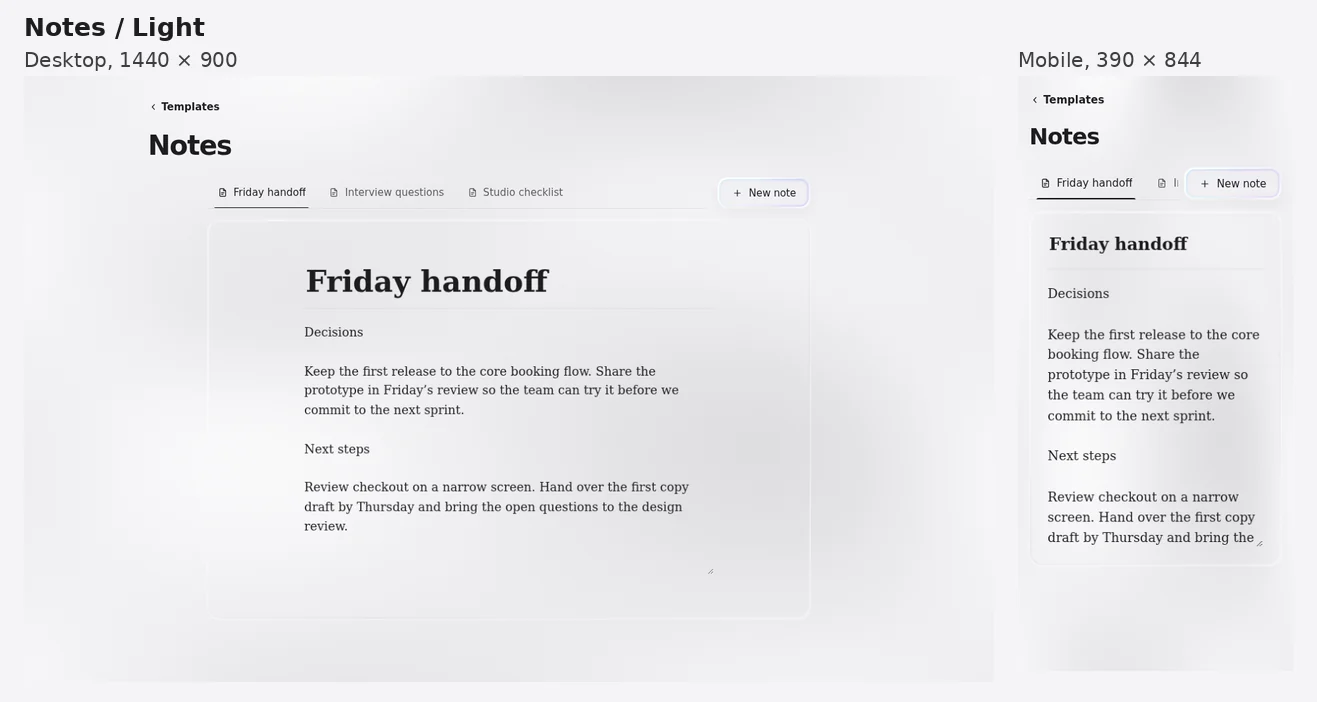 Notes / Light
Desktop, 1440 × 900
Templates
Notes
Friday handoff
Interview questions
Studio checklist
+ New note
Friday handoff
Decisions
Keep the first release to the core booking flow. Share the
prototype in Friday’s review so the team can try it before we
commit to the next sprint.
Next steps
Review checkout on a narrow screen. Hand over the first copy
draft by Thursday and bring the open questions to the design
review.
Mobile, 390 × 844
Templates
Notes
Friday handoff
+ New note
Friday handoff
Decisions
Keep the first release to the core
booking flow. Share the
prototype in Friday’s review so
the team can try it before we
commit to the next sprint.
Next steps
Review checkout on a narrow
screen. Hand over the first copy
draft by Thursday and bring the